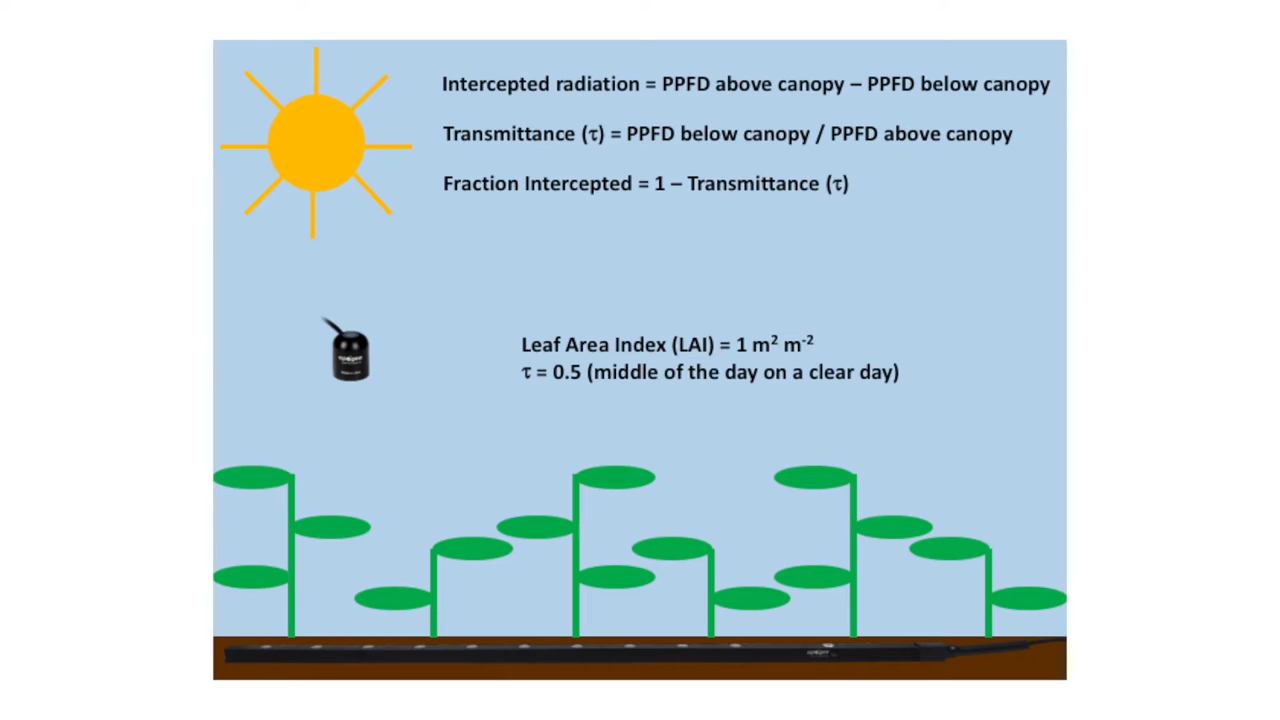 Intercepted radiation = PPFD above canopy – PPFD below canopy
Transmittance (τ) = PPFD below canopy / PPFD above canopy
Fraction Intercepted = 1 – Transmittance (τ)
Leaf Area Index (LAI) = 1 m² m⁻²
τ = 0.5 (middle of the day on a clear day)